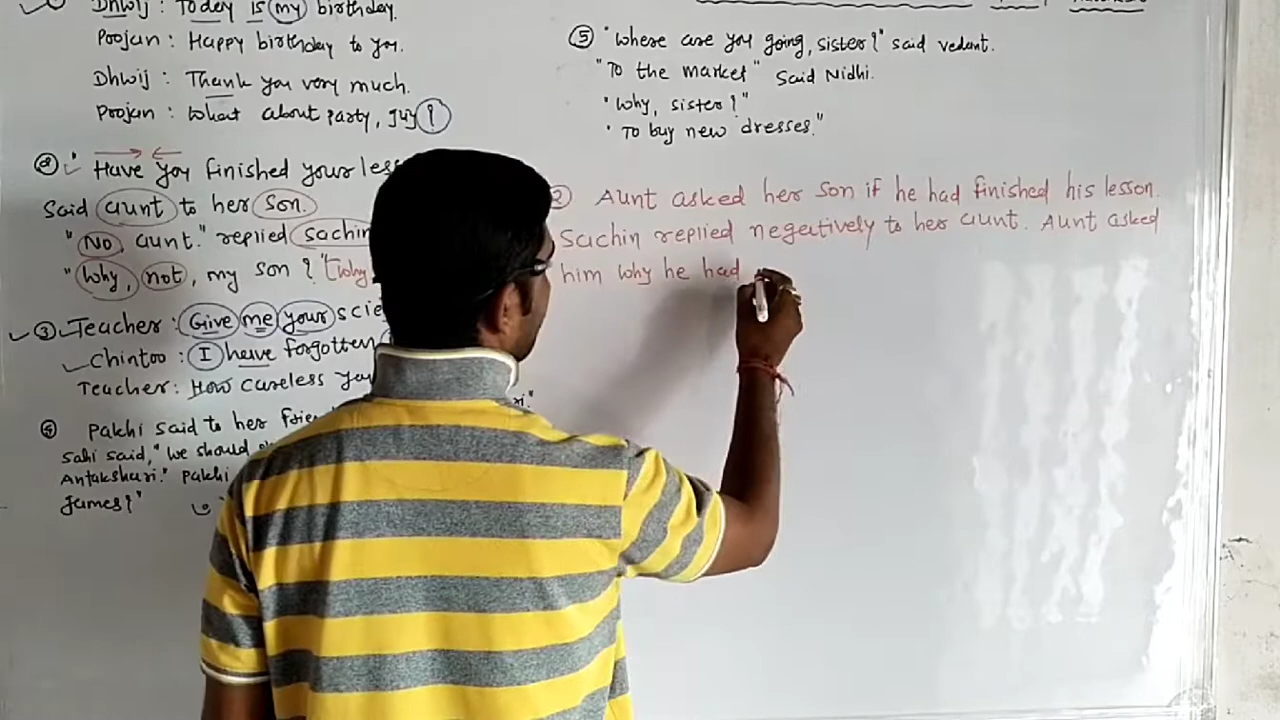 Dhwij : Today is my birthday.
Poojan : Happy birthday to you.
Dhwij : Thank you very much.
Poojan : What about party, guy?
② "Have you finished your
Said aunt to her son.
"No, aunt." replied sachin
"Why, not, my son? "[Why
③ Teacher: Give me your
Chintoo : I have forgotten
Teacher: How careless you
④ Pakhi said to her
Sahi said, "We should
Antakshari." Pakhi
games?"
⑤ "Where are you going, sister?" said vedant.
"To the market" Said Nidhi.
"Why, sister?"
"To buy new dresses."
② Aunt asked her son if he had finished his lesson.
Sachin replied negatively to her aunt. Aunt asked
him why he had